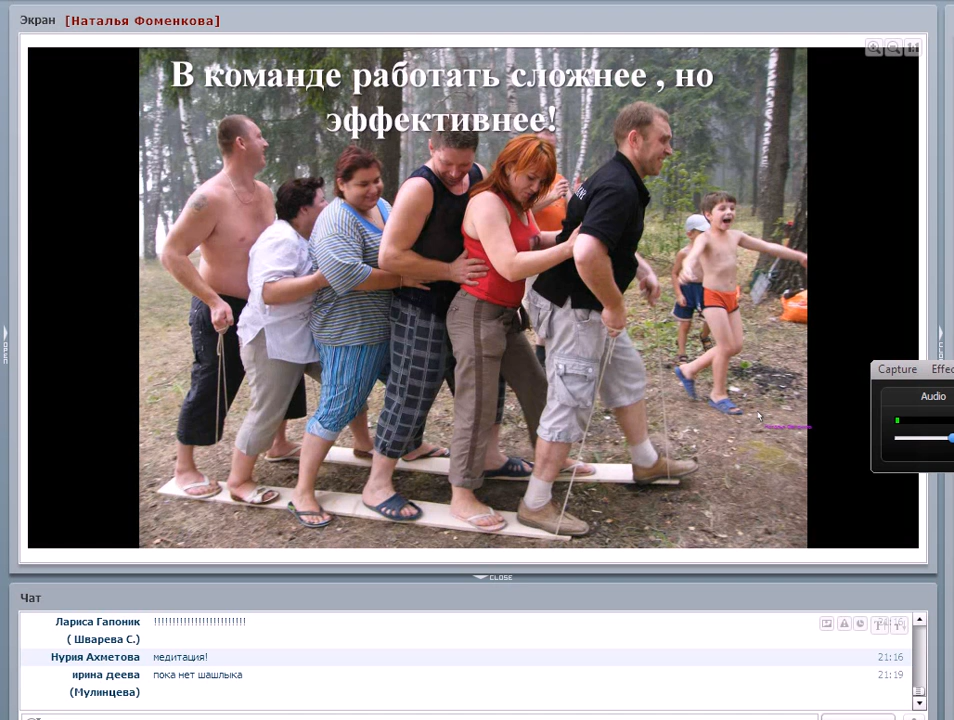 Экран [Наталья Фоменкова]
В команде работать сложнее , но
эффективнее!
Capture Effec
Audio
CLOSE
Чат
Лариса Гапоник !!!!!!!!!!!!!!!!!!!!!!!!!
( Шварева С.)
Нурия Ахметова медитация! 21:16
ирина деева пока нет шашлыка 21:19
(Мулинцева)